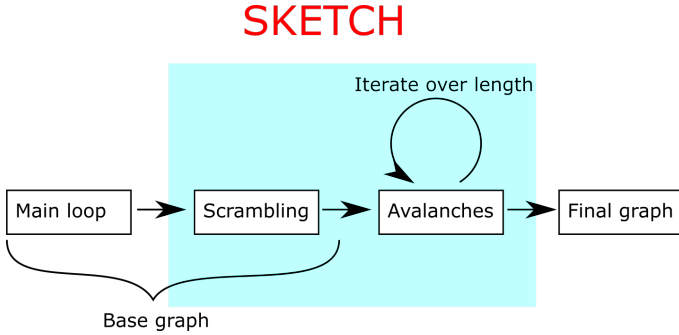 SKETCH
Iterate over length
Main loop
Scrambling
Avalanches
Final graph
Base graph